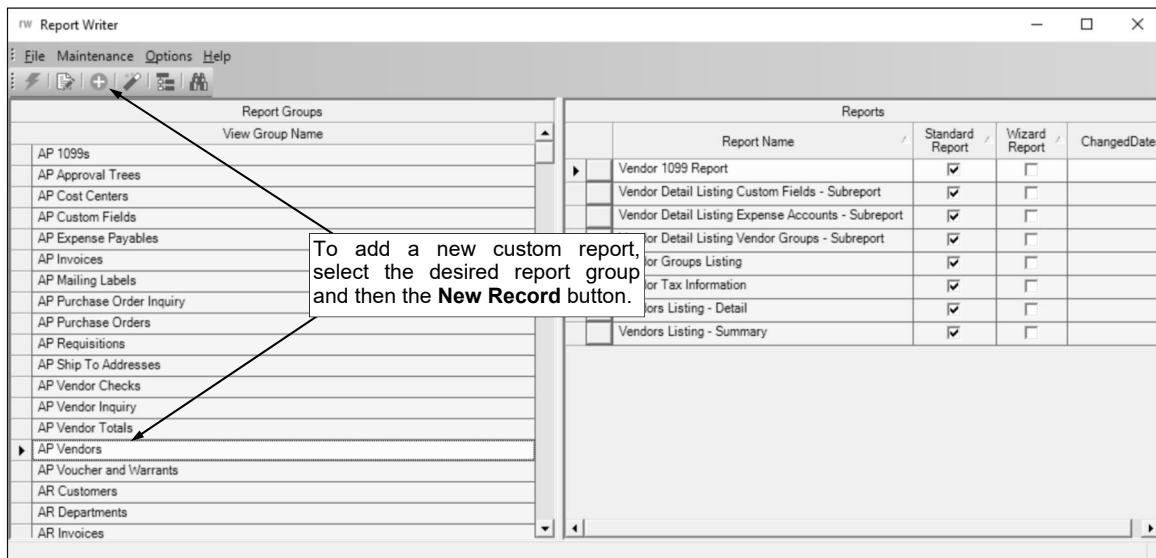 rw Report Writer
File Maintenance Options Help
Report Groups
View Group Name
AP 1099s
AP Approval Trees
AP Cost Centers
AP Custom Fields
AP Expense Payables
AP Invoices
AP Mailing Labels
AP Purchase Order Inquiry
AP Purchase Orders
AP Requisitions
AP Ship To Addresses
AP Vendor Checks
AP Vendor Inquiry
AP Vendor Totals
AP Vendors
AP Voucher and Warrants
AR Customers
AR Departments
AR Invoices
To add a new custom report,
select the desired report group
and then the New Record button.
Reports
Report Name
Standard
Report
Wizard
Report
ChangedDate
Vendor 1099 Report
Vendor Detail Listing Custom Fields - Subreport
Vendor Detail Listing Expense Accounts - Subreport
dor Detail Listing Vendor Groups - Subreport
dor Groups Listing
dor Tax Information
dors Listing - Detail
Vendors Listing - Summary